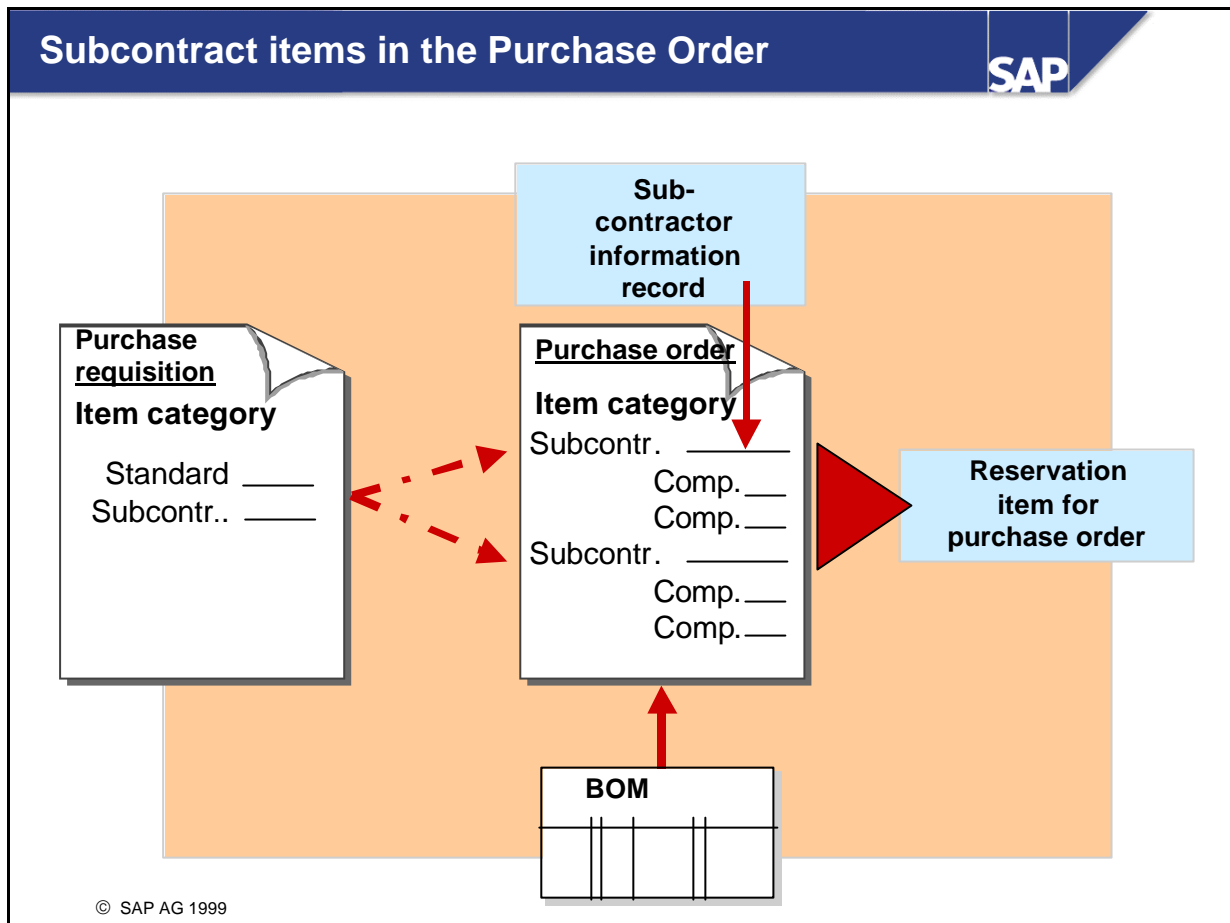 Subcontract items in the Purchase Order
SAP
Sub-
contractor
information
record
Purchase
requisition
Item category
Standard
Subcontr..
Purchase order
Item category
Subcontr.
Comp.
Comp.
Subcontr.
Comp.
Comp.
Reservation
item for
purchase order
BOM
© SAP AG 1999